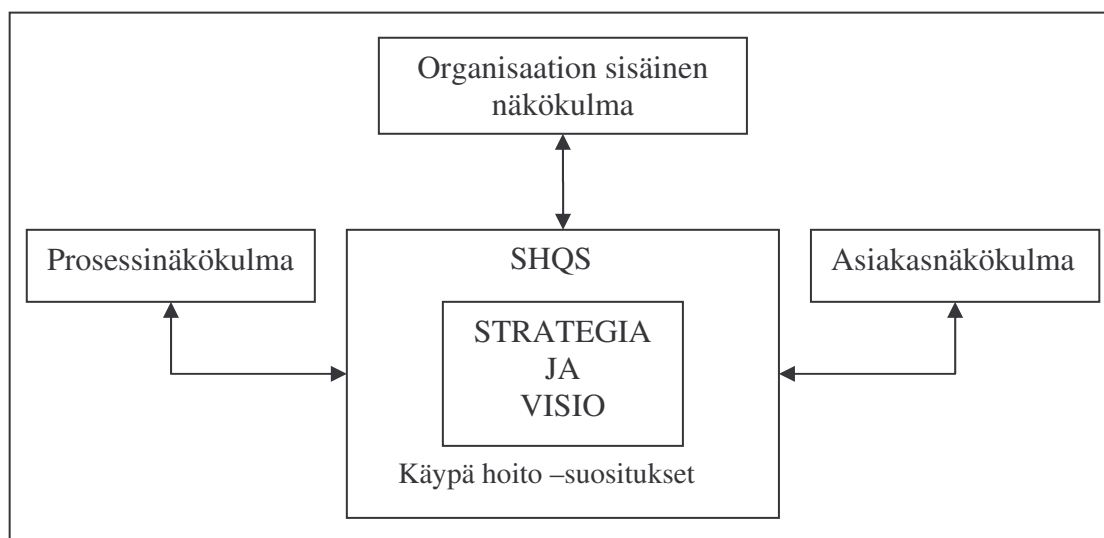 Organisaation sisäinen
näkökulma
Prosessinäkökulma
SHQS
Asiakasnäkökulma
STRATEGIA
JA
VISIO
Käypä hoito –suositukset